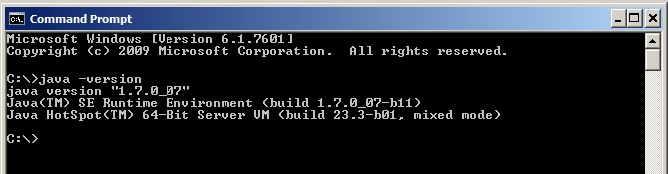 Command Prompt
Microsoft Windows [Version 6.1.7601]
Copyright (c) 2009 Microsoft Corporation.  All rights reserved.
C:\>java -version
java version "1.7.0_07"
Java(TM) SE Runtime Environment (build 1.7.0_07-b11)
Java HotSpot(TM) 64-Bit Server VM (build 23.3-b01, mixed mode)
C:\>